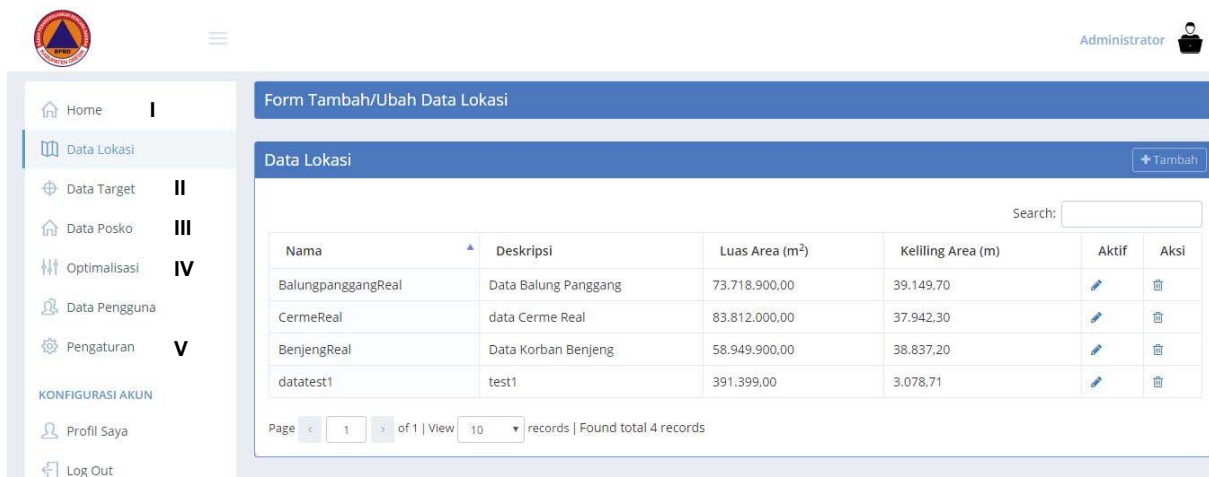 BPBD
Administrator
Home I
Data Lokasi
Data Target II
Data Posko III
Optimalisasi IV
Data Pengguna
Pengaturan V
KONFIGURASI AKUN
Profil Saya
Log Out
Form Tambah/Ubah Data Lokasi
Data Lokasi
+ Tambah
Search:
Nama Deskripsi Luas Area (m²) Keliling Area (m) Aktif Aksi
BalungpanggangReal Data Balung Panggang 73.718.900,00 39.149,70
CermeReal data Cerme Real 83.812.000,00 37.942,30
BenjengReal Data Korban Benjeng 58.949.900,00 38.837,20
datatest1 test1 391.399,00 3.078,71
Page < 1 > of 1 | View 10 records | Found total 4 records